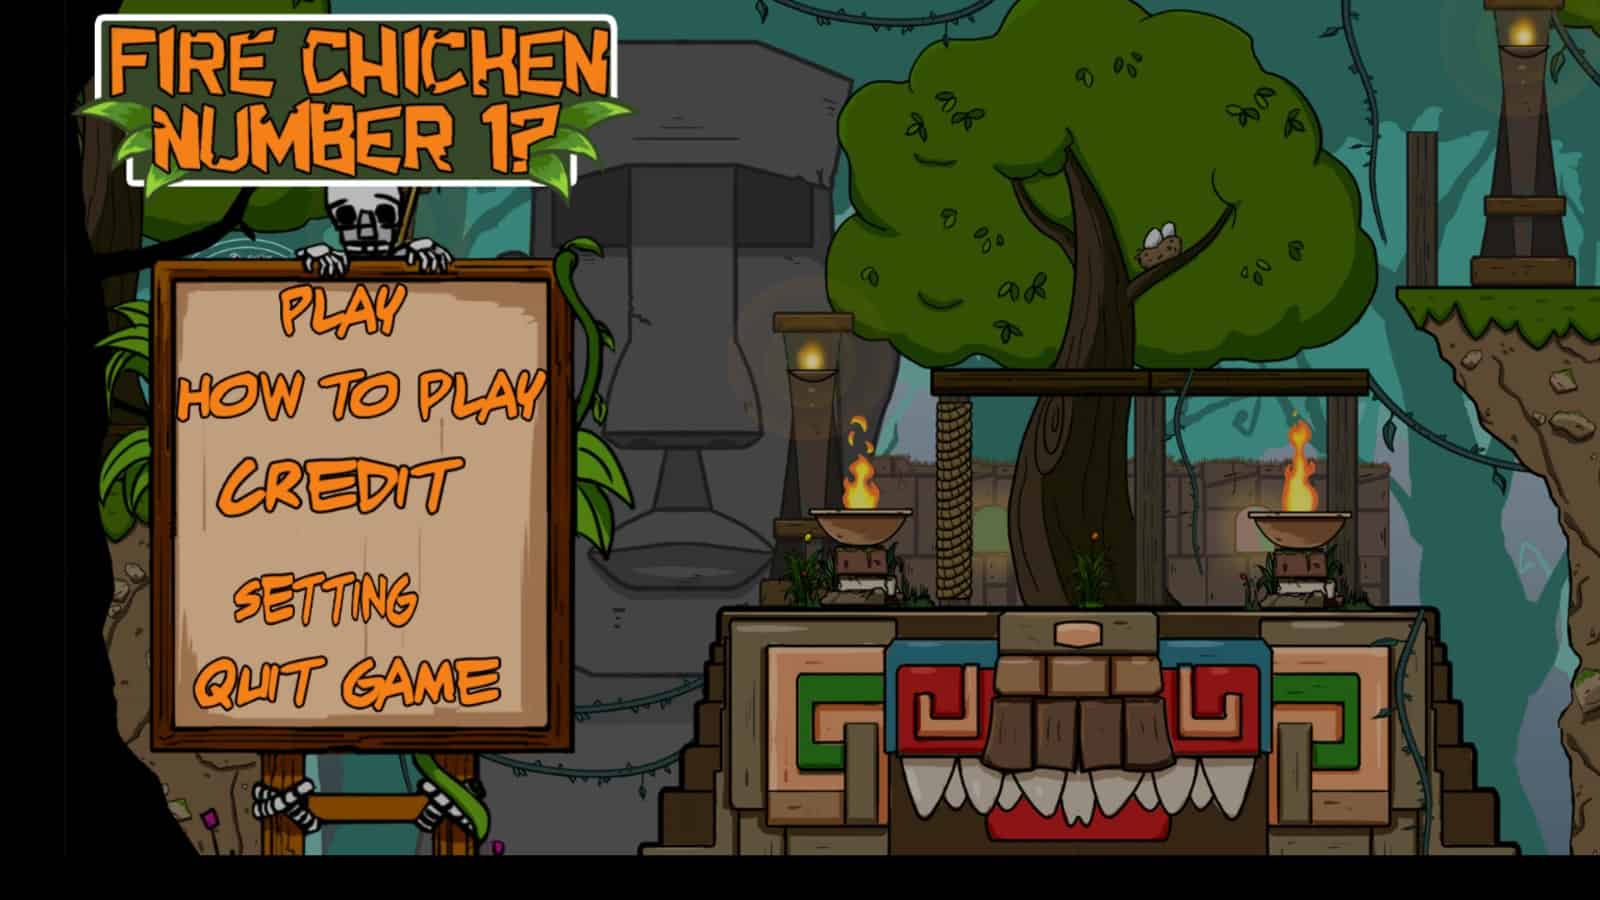 FIRE CHICKEN
NUMBER 1?
PLAY
HOW TO PLAY
CREDIT
SETTING
QUIT GAME